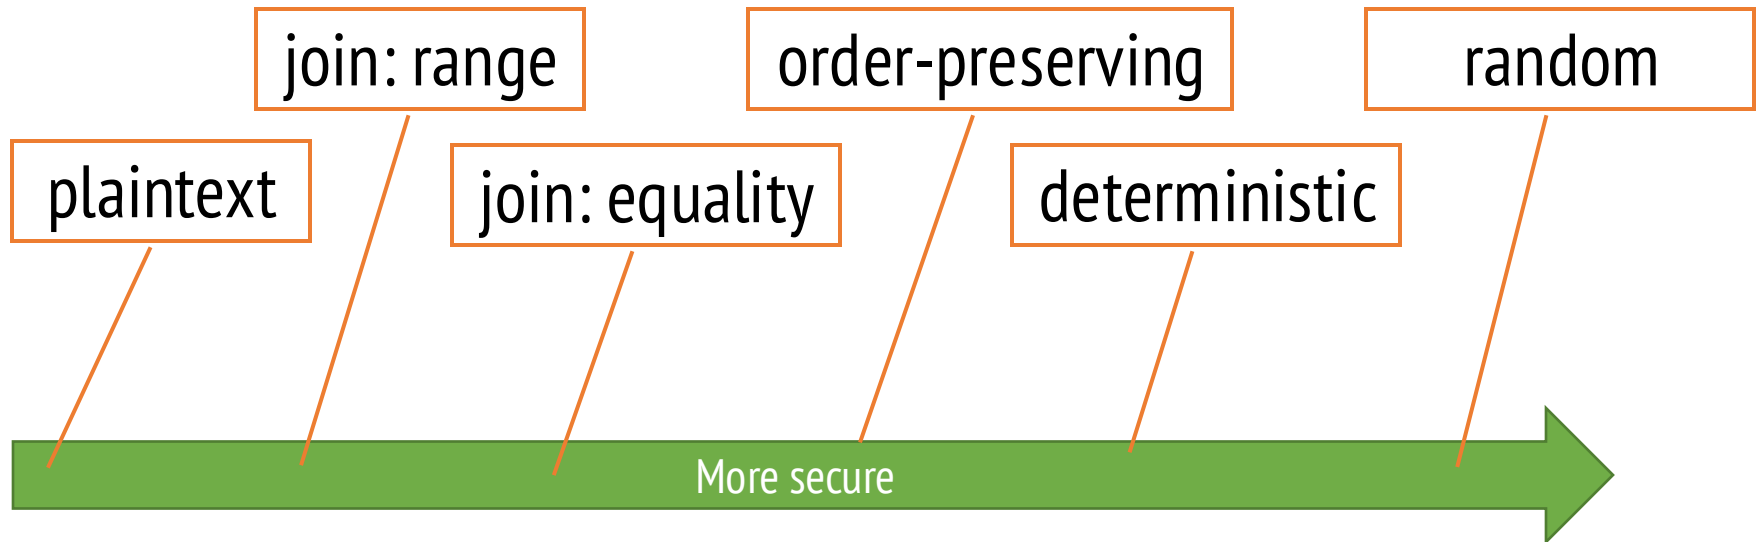 join: range
order-preserving
random
plaintext
join: equality
deterministic
More secure